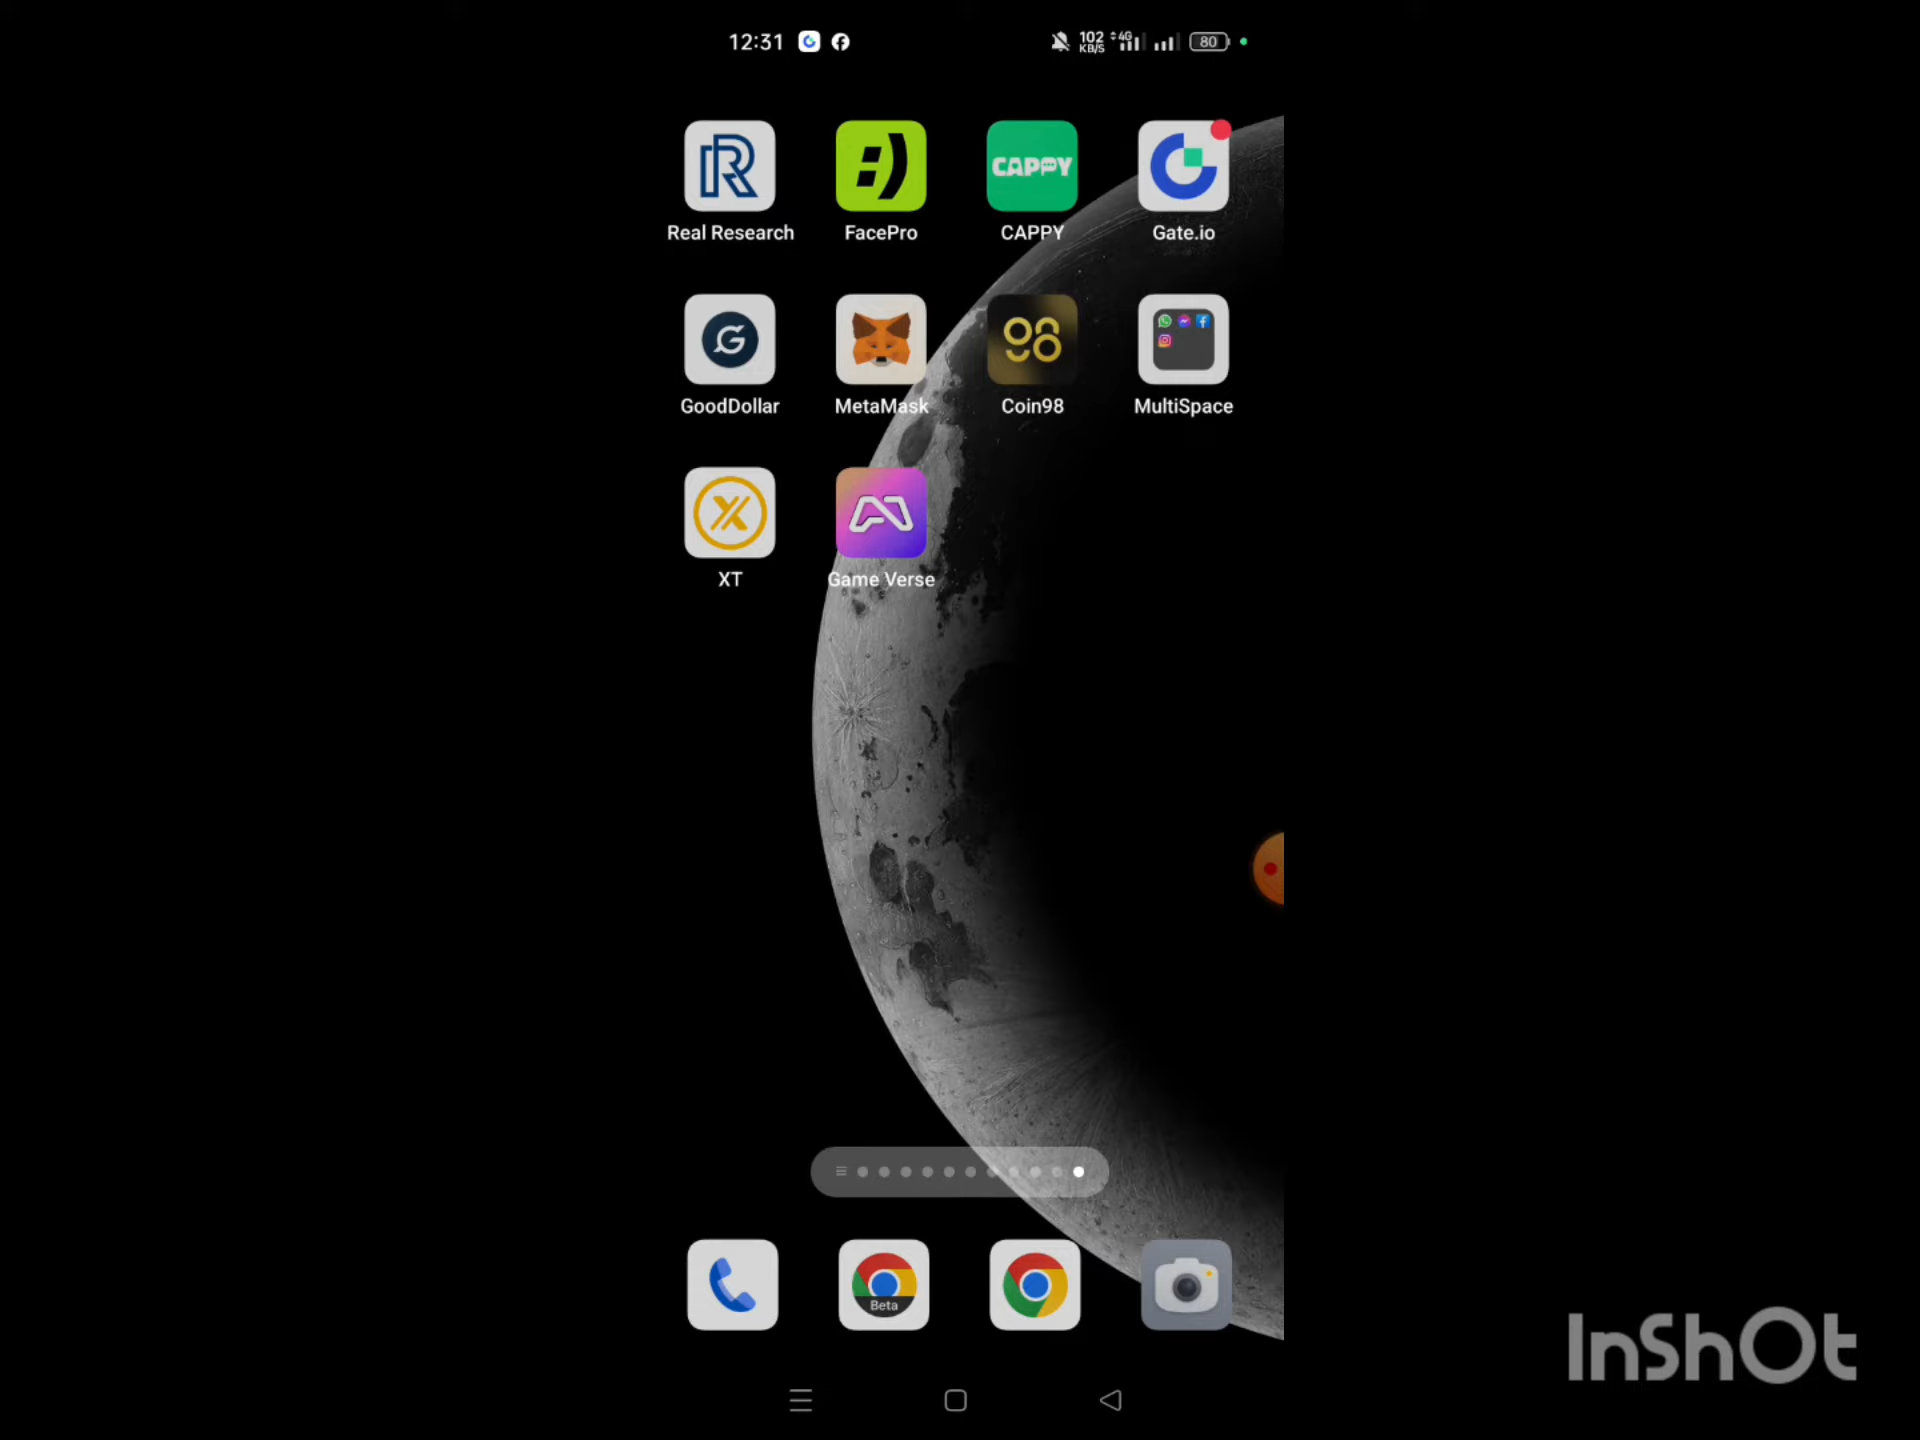 12:31 102 KB/S 4G 80
CAPPY
Real Research FacePro CAPPY Gate.io
GoodDollar MetaMask Coin98 MultiSpace
XT Game Verse
Beta
InShOt